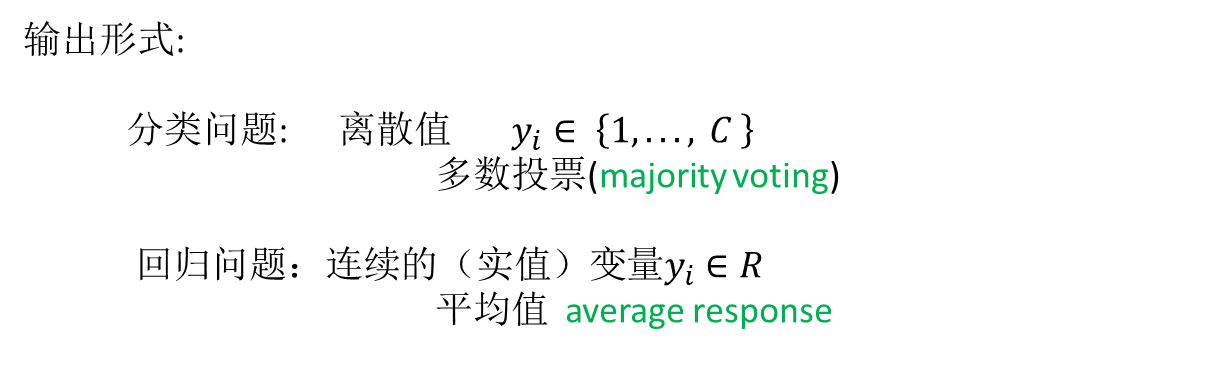 输出形式:
分类问题: 离散值 yᵢ ∈ {1,..., C }
多数投票(majority voting)
回归问题：连续的（实值）变量yᵢ ∈ R
平均值 average response